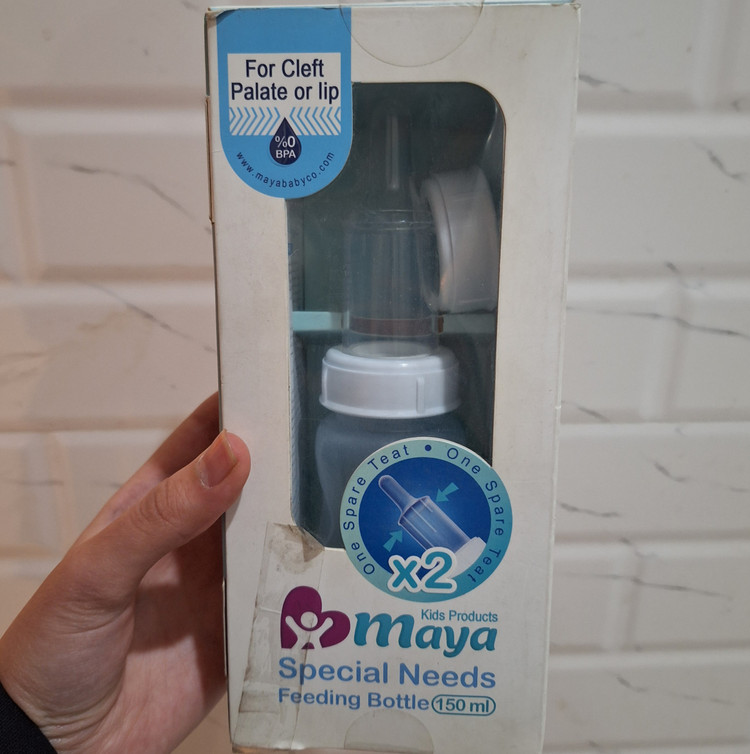 For Cleft
Palate or lip
%0
BPA
www.mayababyco.com
One Spare Teat • One Spare Teat
x2
Kids Products
maya
Special Needs
Feeding Bottle 150 ml